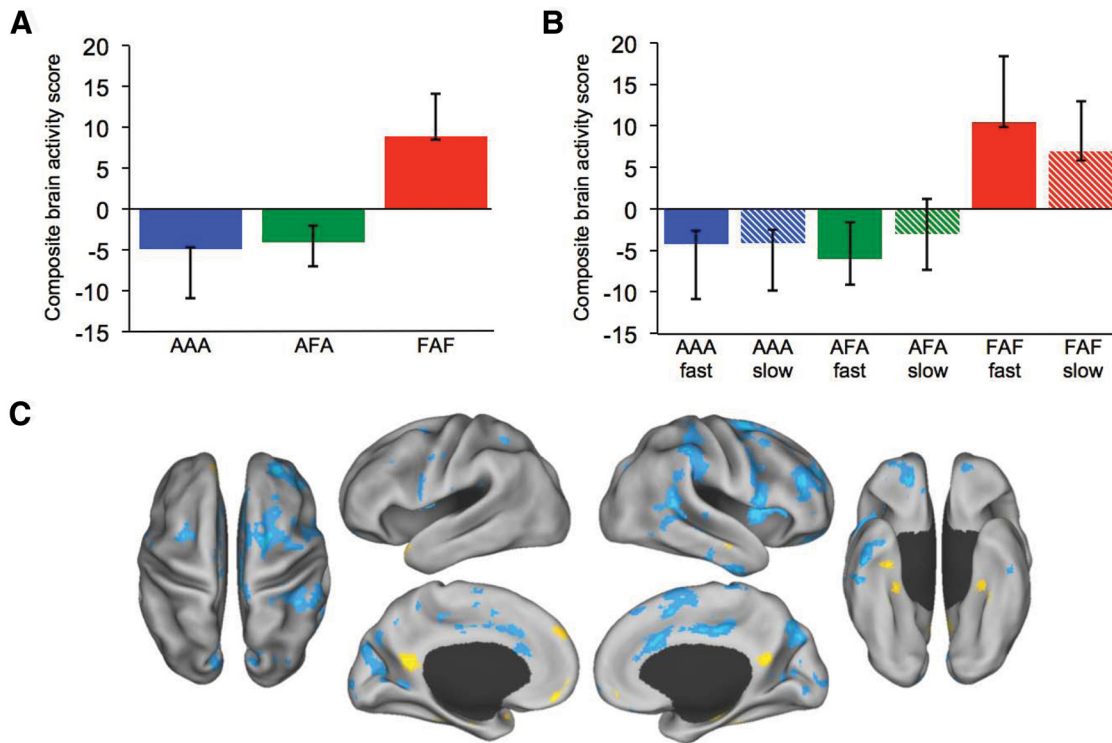 A
Composite brain activity score
20
15
10
5
0
-5
-10
-15
AAA
AFA
FAF
B
Composite brain activity score
20
15
10
5
0
-5
-10
-15
AAA
fast
AAA
slow
AFA
fast
AFA
slow
FAF
fast
FAF
slow
C